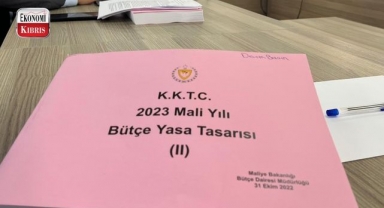 EKONOMİ
KIBRIS
K.K.T.C.
2023 Mali Yılı
Bütçe Yasa Tasarısı
(II)
Maliye Bakanlığı
Bütçe Dairesi Müdürlüğü
31 Ekim 2022